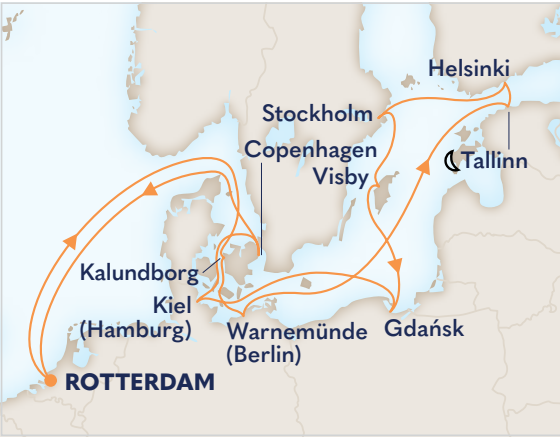 Helsinki
Stockholm
Copenhagen
Visby
Tallinn
Kalundborg
Kiel
(Hamburg)
Warnemünde
(Berlin)
Gdańsk
ROTTERDAM